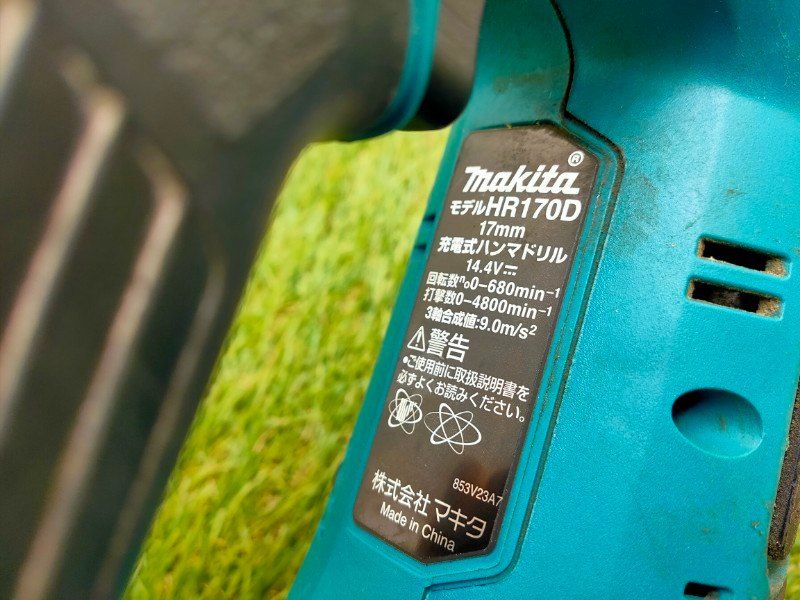 makita®
モデルHR170D
17mm
充電式ハンマドリル
14.4V⎓
回転数n₀0-680min⁻¹
打撃数0-4800min⁻¹
3軸合成値:9.0m/s²
⚠警告
•ご使用前に取扱説明書を
必ずよくお読みください。
853V23A7
株式会社 マキタ
Made in China